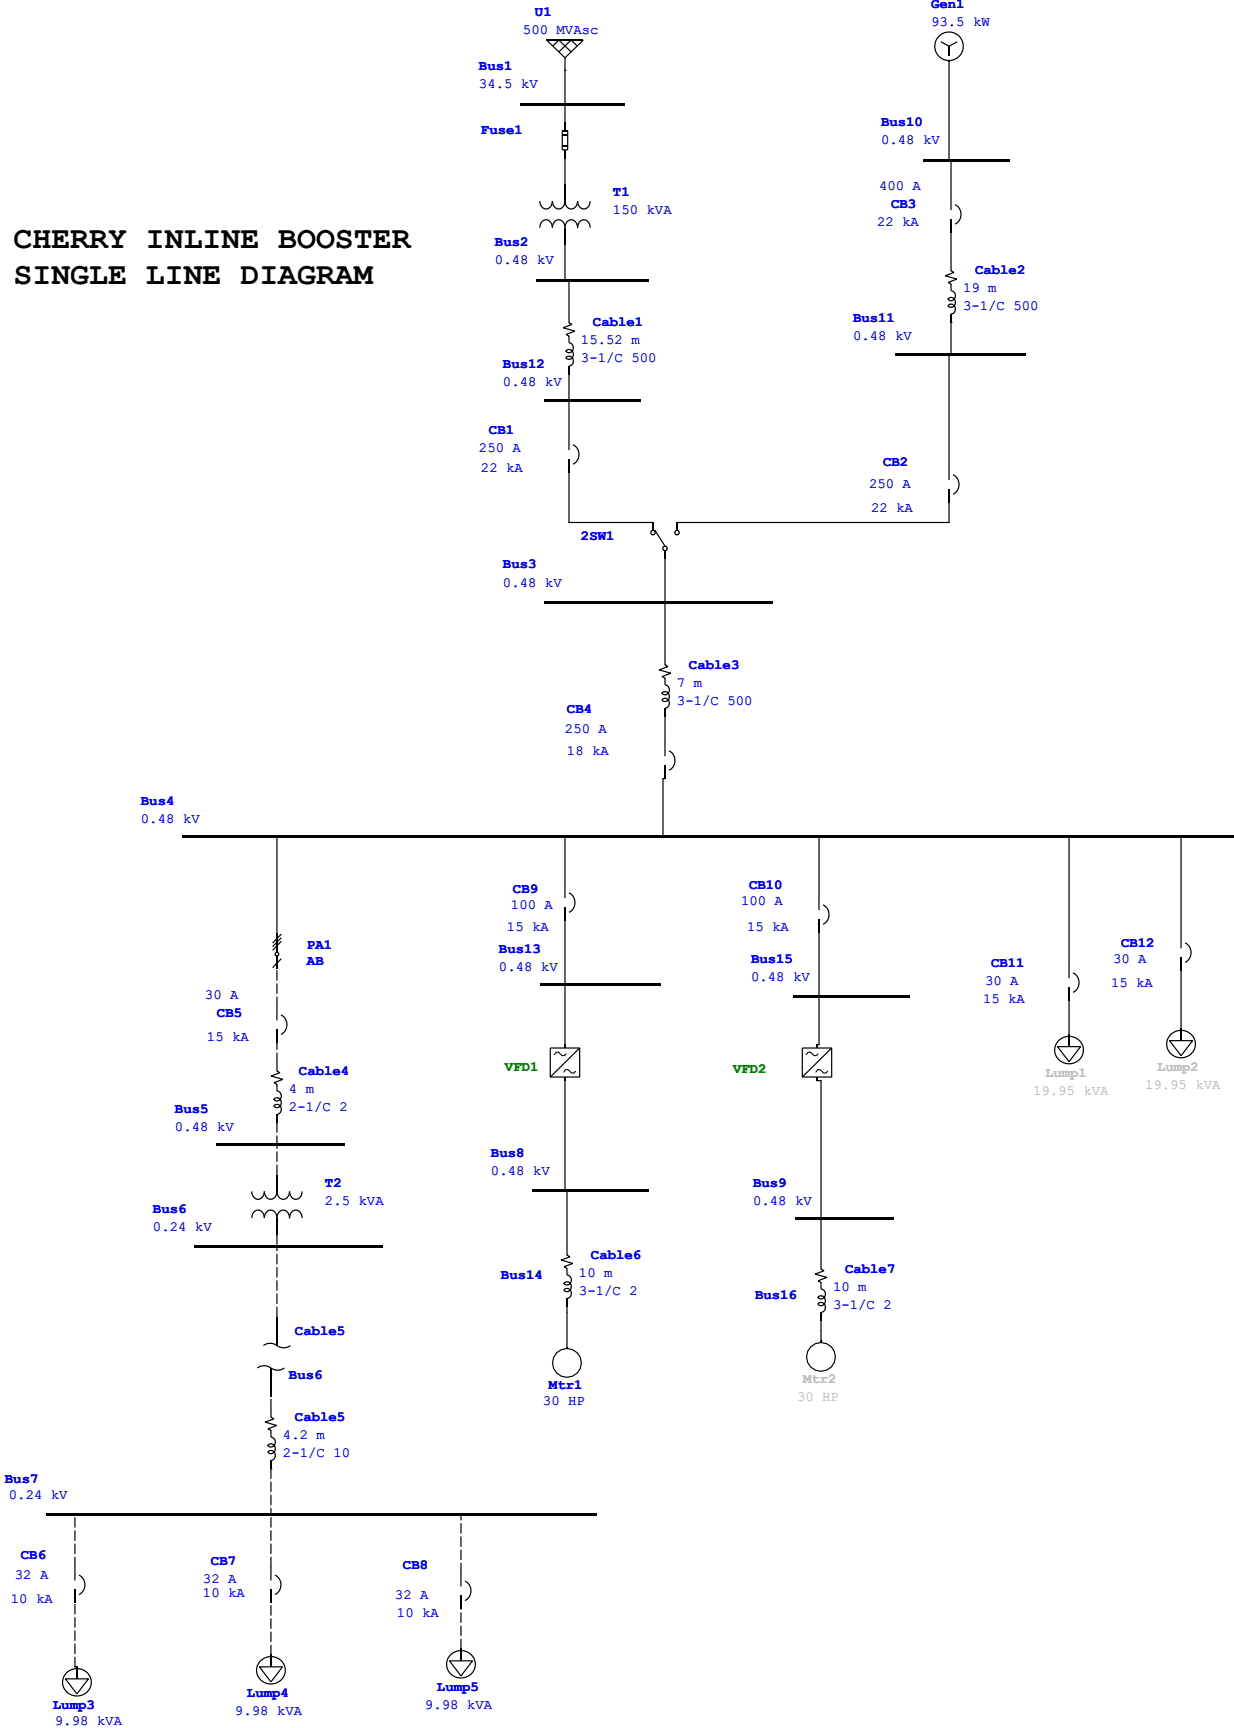 U1
500 MVAsc
Gen1
93.5 kW
Bus1
34.5 kV
Fuse1
Bus10
0.48 kV
T1
150 kVA
400 A
CB3
22 kA
CHERRY INLINE BOOSTER
SINGLE LINE DIAGRAM
Bus2
0.48 kV
Cable2
19 m
3-1/C 500
Cable1
15.52 m
3-1/C 500
Bus11
0.48 kV
Bus12
0.48 kV
CB1
250 A
22 kA
CB2
250 A
22 kA
2SW1
Bus3
0.48 kV
Cable3
7 m
3-1/C 500
CB4
250 A
18 kA
Bus4
0.48 kV
CB9
100 A
15 kA
CB10
100 A
15 kA
PA1
AB
Bus13
0.48 kV
Bus15
0.48 kV
CB11
30 A
15 kA
CB12
30 A
15 kA
30 A
CB5
15 kA
VFD1
VFD2
Lump1
19.95 kVA
Lump2
19.95 kVA
Cable4
4 m
2-1/C 2
Bus5
0.48 kV
Bus8
0.48 kV
T2
2.5 kVA
Bus9
0.48 kV
Bus6
0.24 kV
Cable6
10 m
3-1/C 2
Bus14
Cable7
10 m
3-1/C 2
Bus16
Cable5
Bus6
Mtr1
30 HP
Mtr2
30 HP
Cable5
4.2 m
2-1/C 10
Bus7
0.24 kV
CB6
32 A
10 kA
CB7
32 A
10 kA
CB8
32 A
10 kA
Lump3
9.98 kVA
Lump4
9.98 kVA
Lump5
9.98 kVA